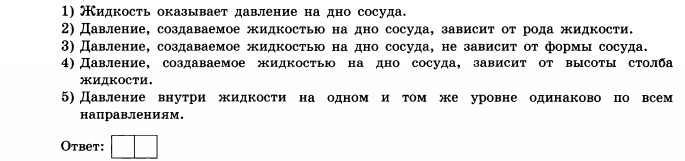 1) Жидкость оказывает давление на дно сосуда.
2) Давление, создаваемое жидкостью на дно сосуда, зависит от рода жидкости.
3) Давление, создаваемое жидкостью на дно сосуда, не зависит от формы сосуда.
4) Давление, создаваемое жидкостью на дно сосуда, зависит от высоты столба
жидкости.
5) Давление внутри жидкости на одном и том же уровне одинаково по всем
направлениям.
Ответ: